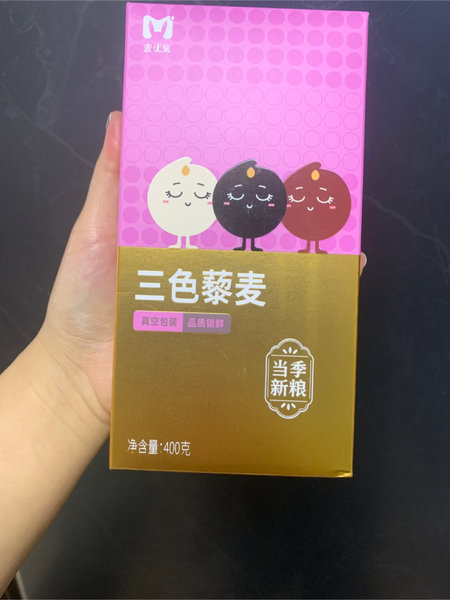 麦优兔
三色藜麦
真空包装 品质锁鲜
当季
新粮
净含量:400克